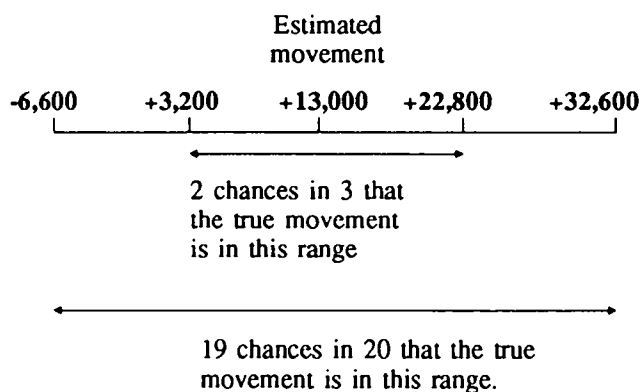 Estimated
movement
-6,600 +3,200 +13,000 +22,800 +32,600
2 chances in 3 that
the true movement
is in this range
19 chances in 20 that the true
movement is in this range.